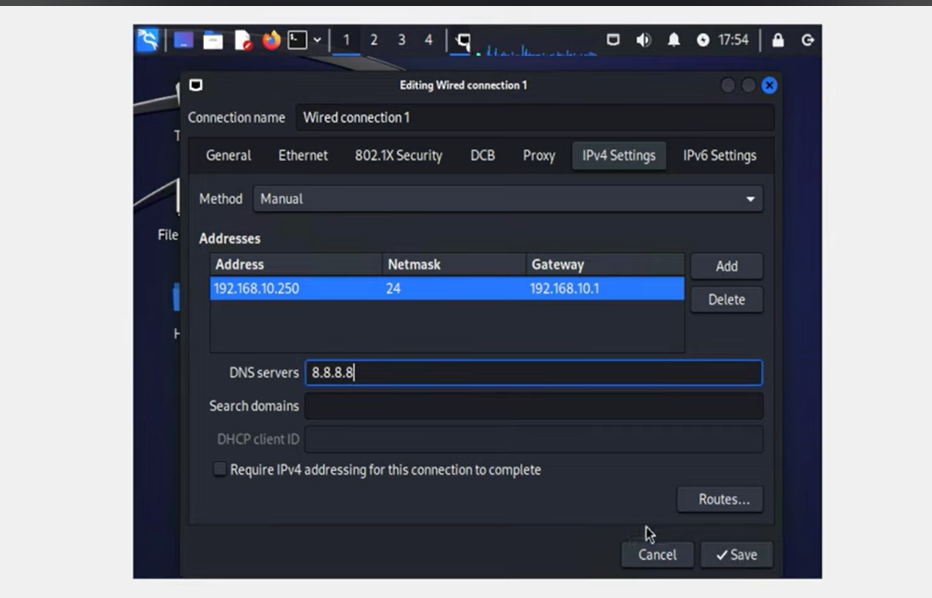 1 2 3 4 17:54
Editing Wired connection 1
Connection name Wired connection 1
General Ethernet 802.1X Security DCB Proxy IPv4 Settings IPv6 Settings
Method Manual
File
Addresses
Address Netmask Gateway Add
192.168.10.250 24 192.168.10.1
Delete
DNS servers 8.8.8.8
Search domains
DHCP client ID
Require IPv4 addressing for this connection to complete
Routes...
Cancel Save